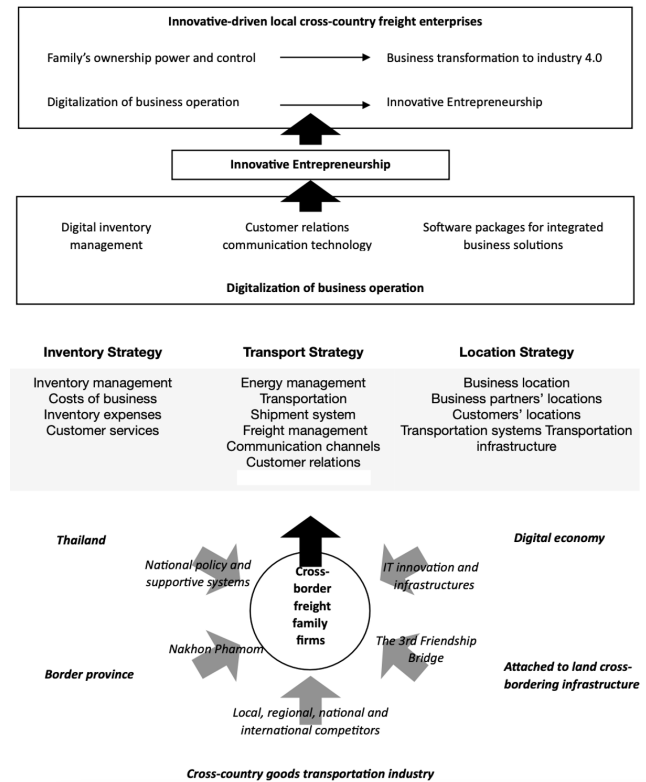 Innovative-driven local cross-country freight enterprises
Family's ownership power and control
Business transformation to industry 4.0
Digitalization of business operation
Innovative Entrepreneurship
Innovative Entrepreneurship
Digital inventory
management
Customer relations
communication technology
Software packages for integrated
business solutions
Digitalization of business operation
Inventory Strategy
Inventory management
Costs of business
Inventory expenses
Customer services
Transport Strategy
Energy management
Transportation
Shipment system
Freight management
Communication channels
Customer relations
Location Strategy
Business location
Business partners' locations
Customers' locations
Transportation systems Transportation
infrastructure
Thailand
Digital economy
National policy and
supportive systems
Cross-
border
freight
family
firms
IT innovation and
infrastructures
Nakhon Phamom
The 3rd Friendship
Bridge
Border province
Attached to land cross-
bordering infrastructure
Local, regional, national and
international competitors
Cross-country goods transportation industry